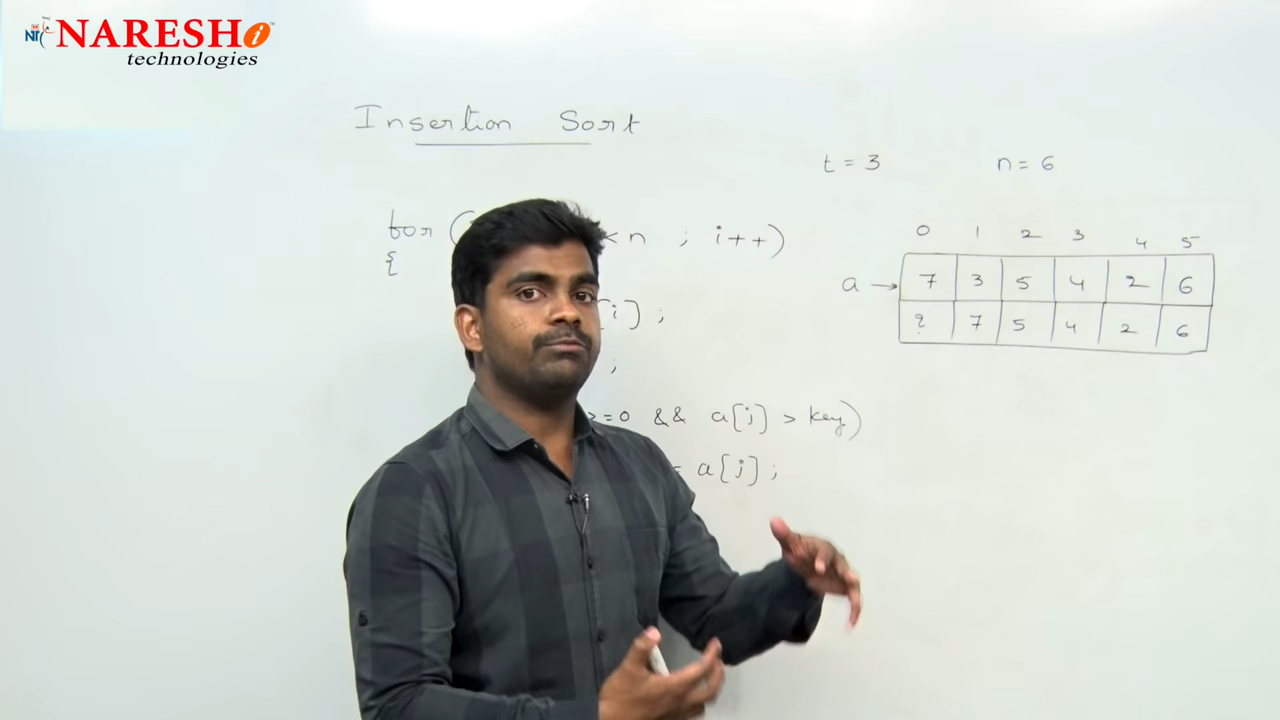 NARESHi
technologies
Insertion Sort
t = 3 n = 6
0 1 2 3 4 5
for ( <n ; i++)
{
a → 7 3 5 4 2 6
[i] ;
? 7 5 4 2 6
;
>=0 && a[j] > key)
= a[j] ;